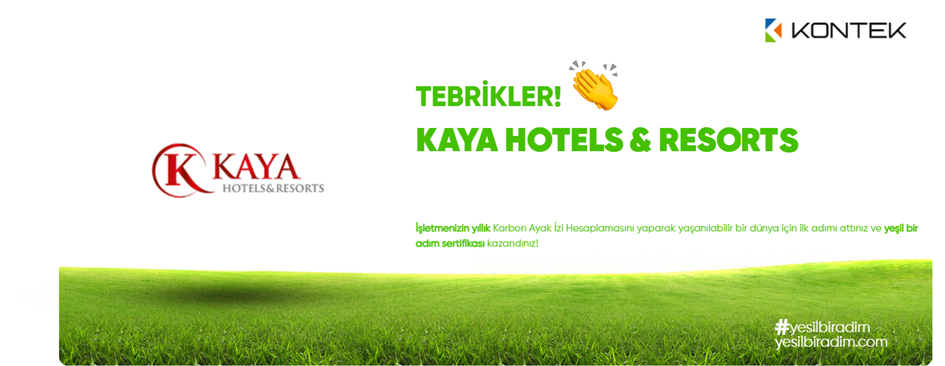 KONTEK
TEBRİKLER!
KAYA HOTELS & RESORTS
K KAYA
HOTELS&RESORTS
İşletmenizin yıllık Karbon Ayak İzi Hesaplamasını yaparak yaşanılabilir bir dünya için ilk adımı attınız ve yeşil bir
adım sertifikası kazandınız!
#yesilbiradim
yesilbiradim.com